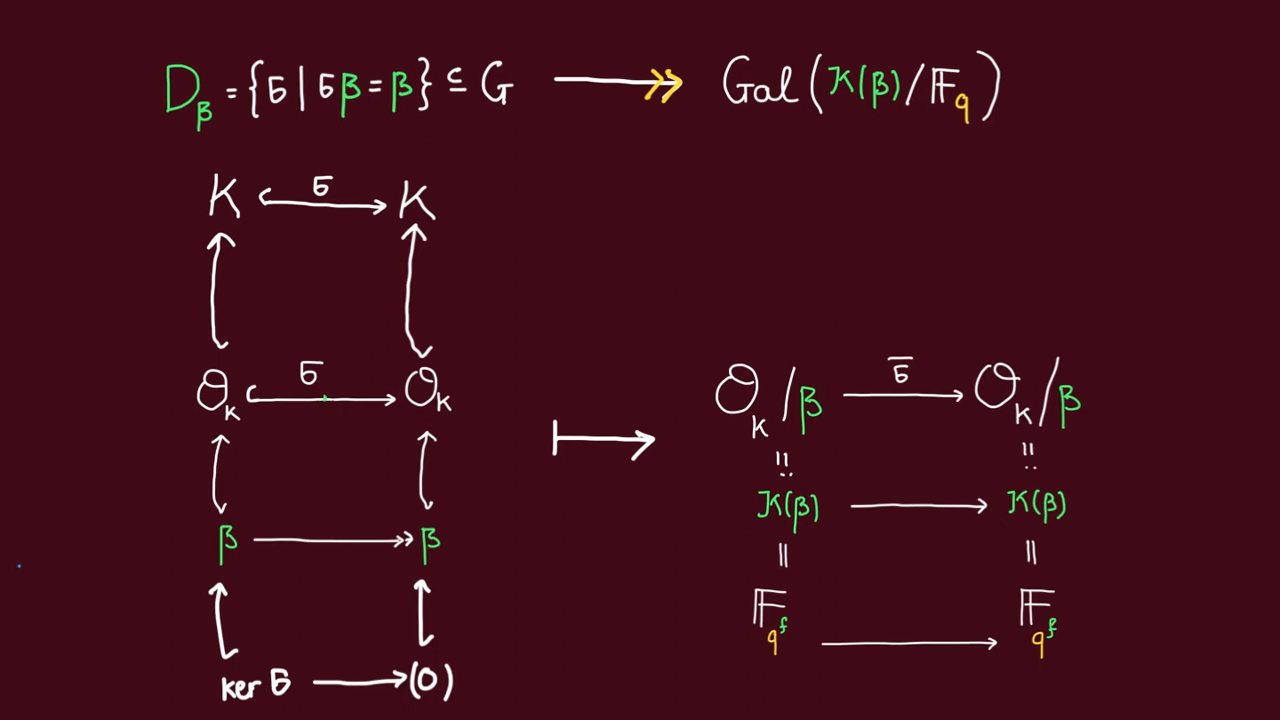 D_β = {σ | σβ = β} ⊆ G ↠ Gal(κ(β)/𝔽_q)
K σ K
O_K σ O_K ↦ O_K/β σ̄ O_K/β
κ(β) → κ(β)
β ↠ β
𝔽_{q^f} → 𝔽_{q^f}
ker σ → (0)